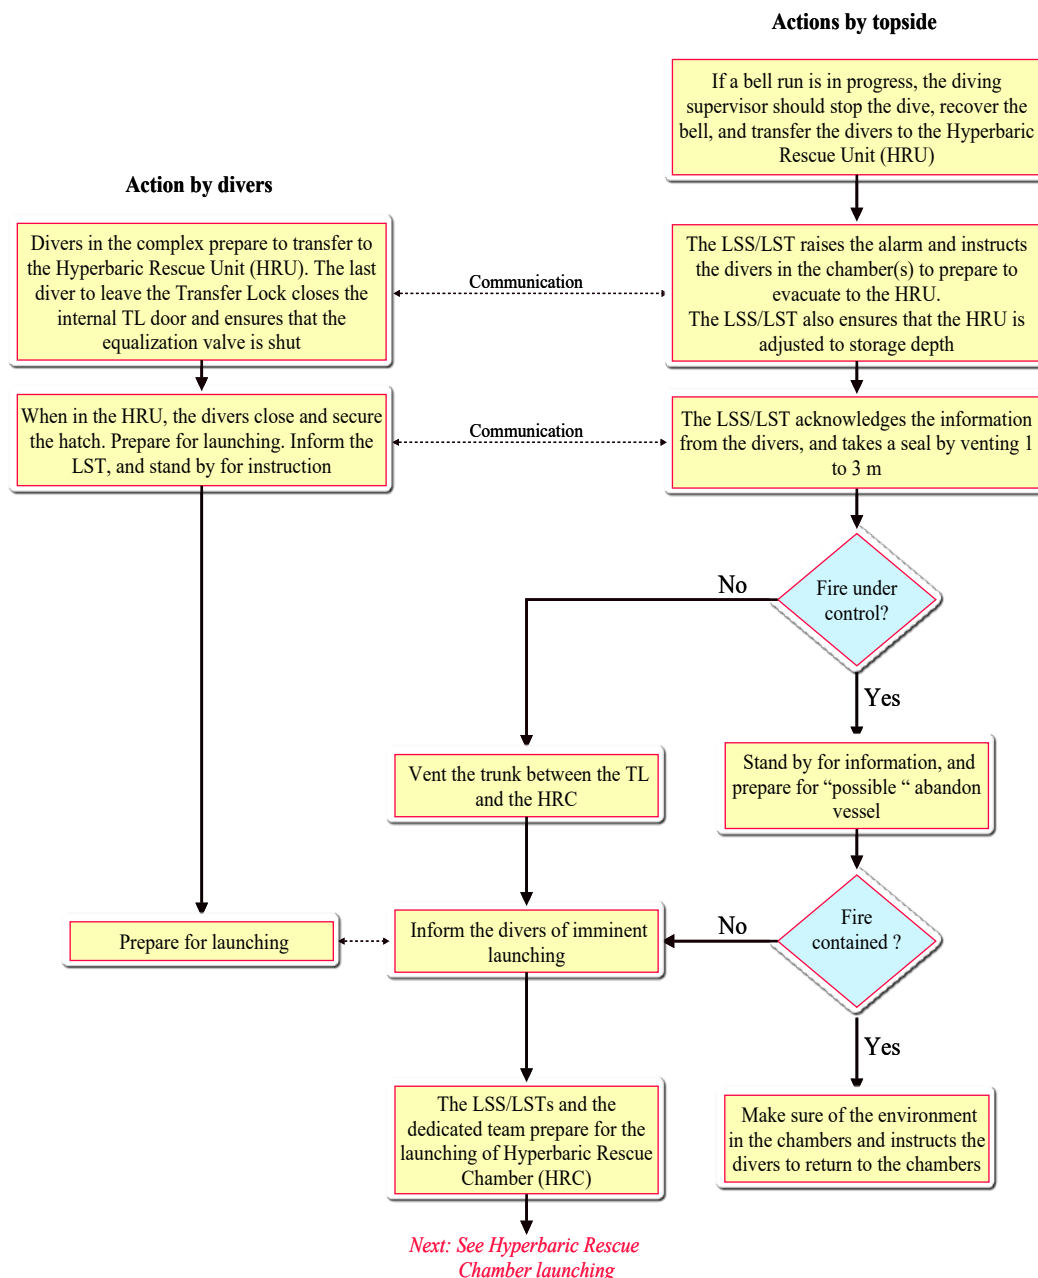 Actions by topside
If a bell run is in progress, the diving
supervisor should stop the dive, recover the
bell, and transfer the divers to the Hyperbaric
Rescue Unit (HRU)
Action by divers
Divers in the complex prepare to transfer to
the Hyperbaric Rescue Unit (HRU). The last
diver to leave the Transfer Lock closes the
internal TL door and ensures that the
equalization valve is shut
Communication
The LSS/LST raises the alarm and instructs
the divers in the chamber(s) to prepare to
evacuate to the HRU.
The LSS/LST also ensures that the HRU is
adjusted to storage depth
When in the HRU, the divers close and secure
the hatch. Prepare for launching. Inform the
LST, and stand by for instruction
Communication
The LSS/LST acknowledges the information
from the divers, and takes a seal by venting 1
to 3 m
Fire under
control?
No
Yes
Vent the trunk between the TL
and the HRC
Stand by for information, and
prepare for “possible “ abandon
vessel
Prepare for launching
Inform the divers of imminent
launching
No
Fire
contained ?
Yes
The LSS/LSTs and the
dedicated team prepare for the
launching of Hyperbaric Rescue
Chamber (HRC)
Make sure of the environment
in the chambers and instructs the
divers to return to the chambers
Next: See Hyperbaric Rescue
Chamber launching